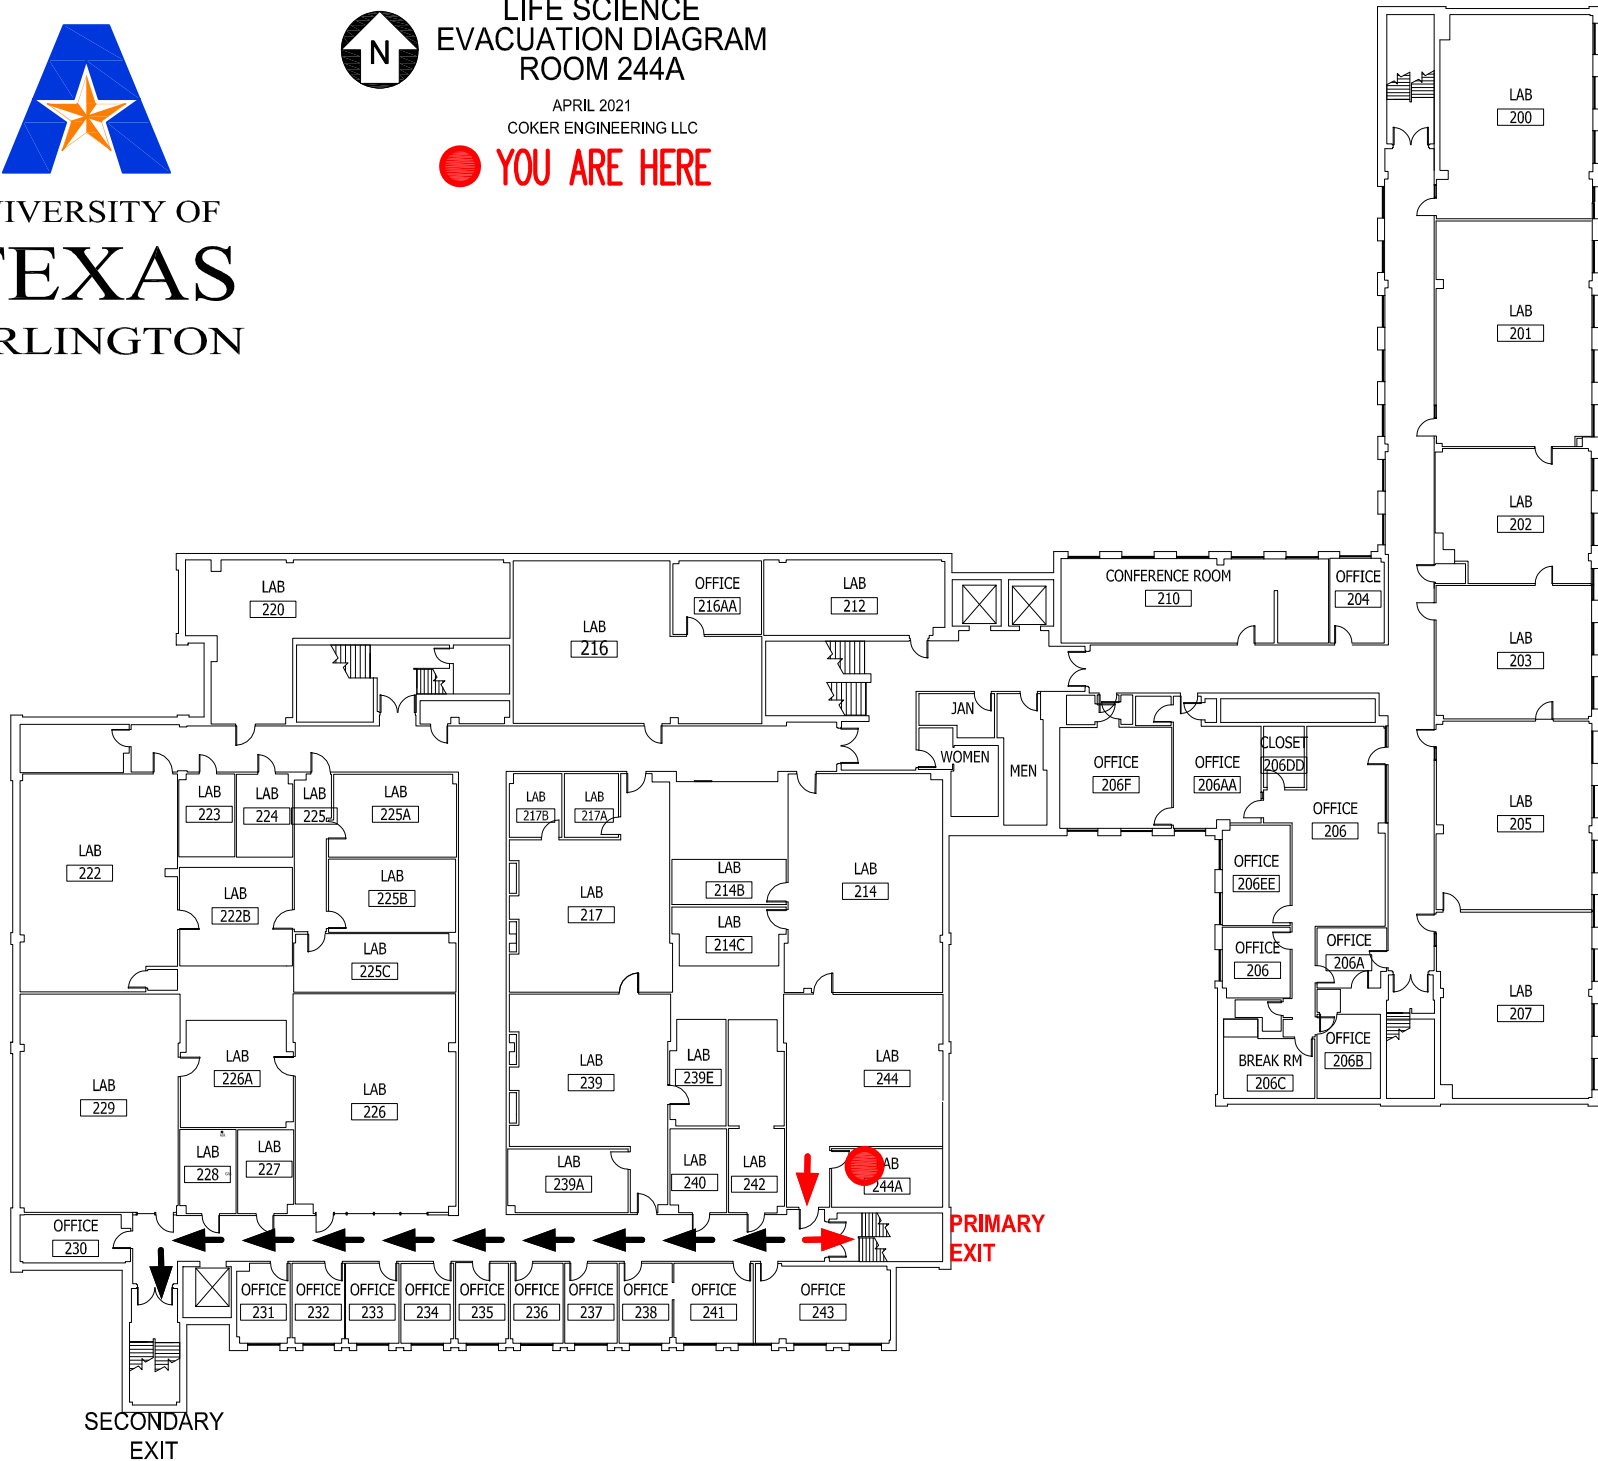 LIFE SCIENCE
EVACUATION DIAGRAM
ROOM 244A
N
APRIL 2021
COKER ENGINEERING LLC
YOU ARE HERE
IVERSITY OF
TEXAS
RLINGTON
LAB
200
LAB
201
LAB
202
LAB
203
LAB
205
LAB
207
CONFERENCE ROOM
210
OFFICE
204
LAB
220
LAB
216
OFFICE
216AA
LAB
212
JAN
WOMEN
MEN
OFFICE
206F
OFFICE
206AA
CLOSET
206DD
OFFICE
206
OFFICE
206EE
OFFICE
206
OFFICE
206A
OFFICE
206B
BREAK RM
206C
LAB
222
LAB
223
LAB
224
LAB
225
LAB
225A
LAB
225B
LAB
222B
LAB
225C
LAB
217B
LAB
217A
LAB
217
LAB
214B
LAB
214C
LAB
214
LAB
229
LAB
226A
LAB
226
LAB
228
LAB
227
LAB
239
LAB
239E
LAB
244
LAB
239A
LAB
240
LAB
242
AB
244A
OFFICE
230
PRIMARY
EXIT
OFFICE
231
OFFICE
232
OFFICE
233
OFFICE
234
OFFICE
235
OFFICE
236
OFFICE
237
OFFICE
238
OFFICE
241
OFFICE
243
SECONDARY
EXIT